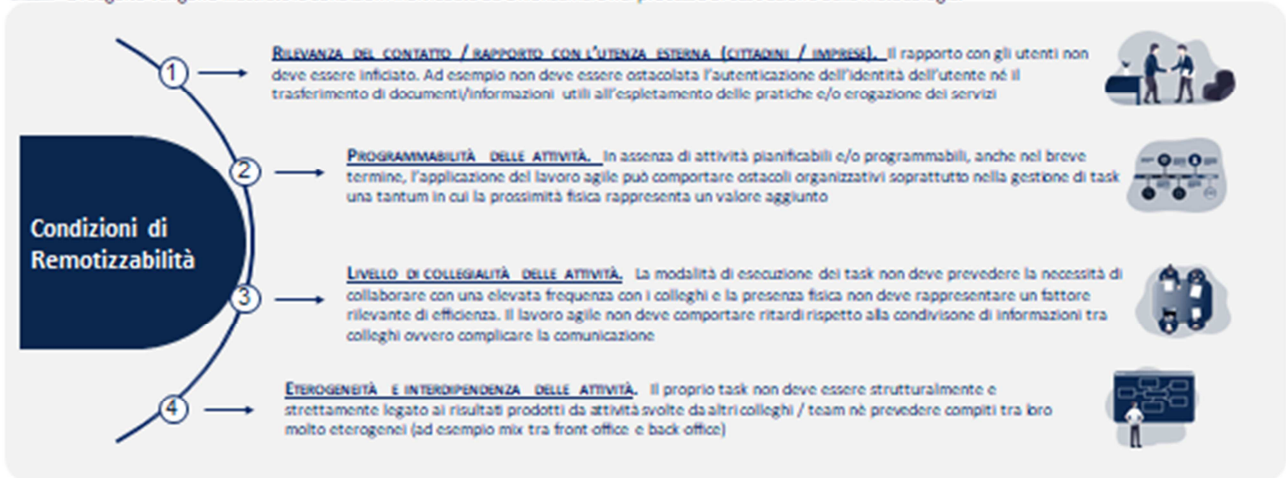 Condizioni di
Remotizzabilità
1
RILEVANZA DEL CONTATTO / RAPPORTO CON L'UTENZA ESTERNA (CITTADINI / IMPRESE). Il rapporto con gli utenti non
deve essere inficiato. Ad esempio non deve essere ostacolata l'autenticazione dell'identità dell'utente né il
trasferimento di documenti/informazioni utili all'espletamento delle pratiche e/o erogazione dei servizi
2
PROGRAMMABILITÀ DELLE ATTIVITÀ. In assenza di attività pianificabili e/o programmabili, anche nel breve
termine, l'applicazione del lavoro agile può comportare ostacoli organizzativi soprattutto nella gestione di task
una tantum in cui la prossimità fisica rappresenta un valore aggiunto
3
LIVELLO DI COLLEGIALITÀ DELLE ATTIVITÀ. La modalità di esecuzione dei task non deve prevedere la necessità di
collaborare con una elevata frequenza con i colleghi e la presenza fisica non deve rappresentare un fattore
rilevante di efficienza. Il lavoro agile non deve comportare ritardi rispetto alla condivisone di informazioni tra
colleghi ovvero complicare la comunicazione
4
ETEROGENEITÀ E INTERDIPENDENZA DELLE ATTIVITÀ. Il proprio task non deve essere strutturalmente e
strettamente legato ai risultati prodotti da attività svolte da altri colleghi / team nè prevedere compiti tra loro
molto eterogenei (ad esempio mix tra front office e back office)